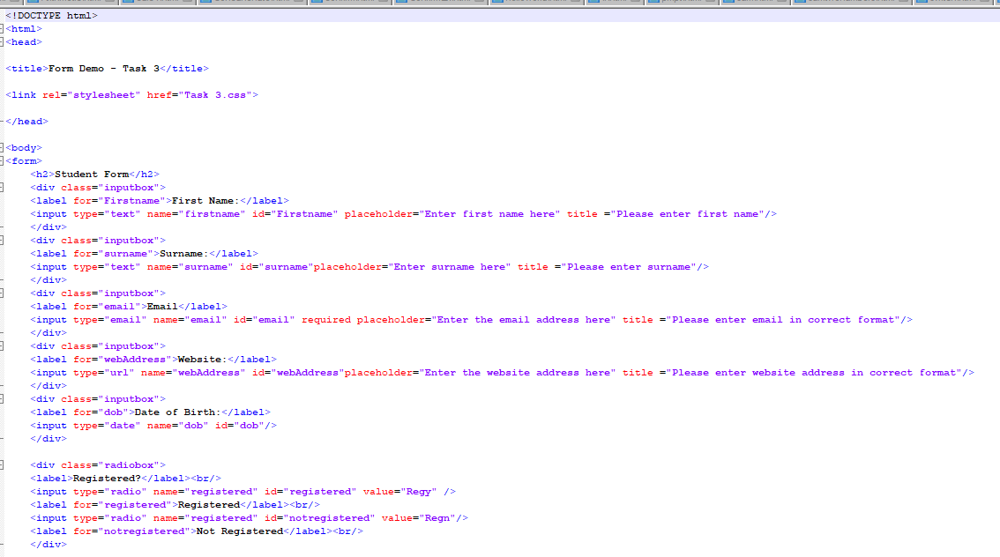 <!DOCTYPE html>
<html>
<head>
<title>Form Demo - Task 3</title>
<link rel="stylesheet" href="Task 3.css">
</head>
<body>
<form>
<h2>Student Form</h2>
<div class="inputbox">
<label for="Firstname">First Name:</label>
<input type="text" name="firstname" id="Firstname" placeholder="Enter first name here" title ="Please enter first name"/>
</div>
<div class="inputbox">
<label for="surname">Surname:</label>
<input type="text" name="surname" id="surname"placeholder="Enter surname here" title ="Please enter surname"/>
</div>
<div class="inputbox">
<label for="email">Email</label>
<input type="email" name="email" id="email" required placeholder="Enter the email address here" title ="Please enter email in correct format"/>
</div>
<div class="inputbox">
<label for="webAddress">Website:</label>
<input type="url" name="webAddress" id="webAddress"placeholder="Enter the website address here" title ="Please enter website address in correct format"/>
</div>
<div class="inputbox">
<label for="dob">Date of Birth:</label>
<input type="date" name="dob" id="dob"/>
</div>
<div class="radiobox">
<label>Registered?</label><br/>
<input type="radio" name="registered" id="registered" value="Regy" />
<label for="registered">Registered</label><br/>
<input type="radio" name="registered" id="notregistered" value="Regn"/>
<label for="notregistered">Not Registered</label><br/>
</div>